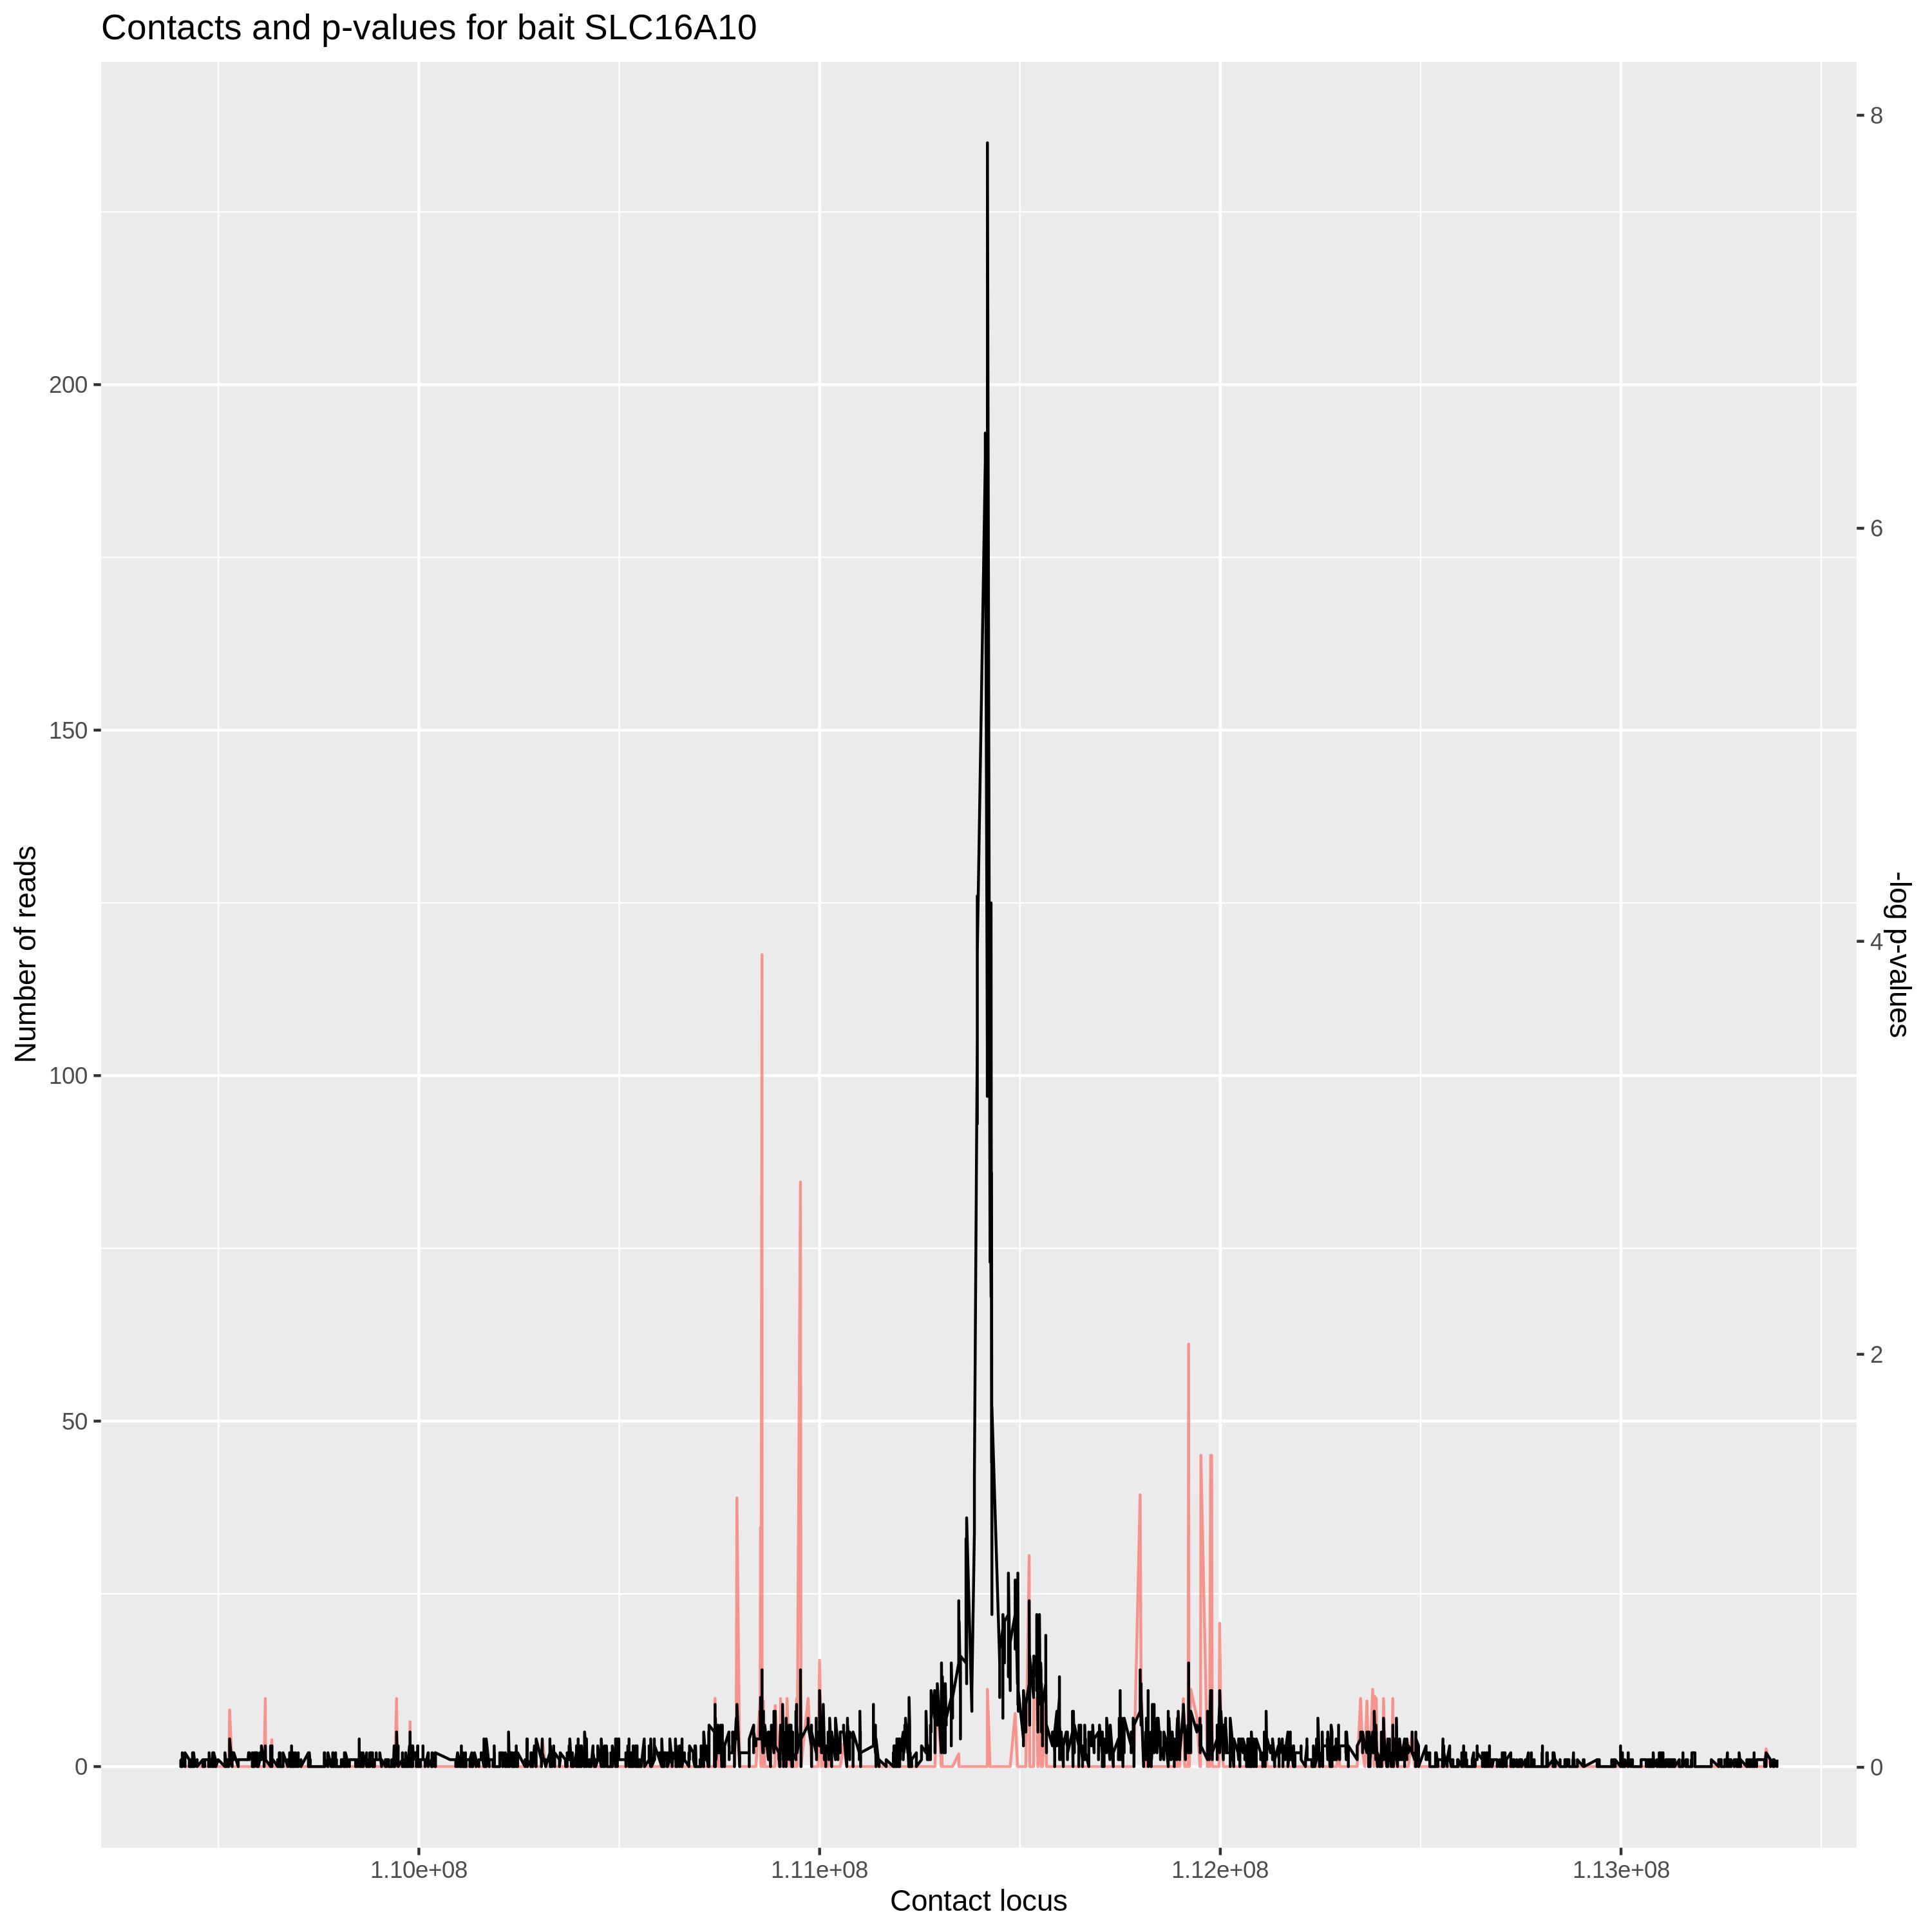 Contacts and p-values for bait SLC16A10
Number of reads
200
150
100
50
0
8
6
4
2
0
-log p-values
1.10e+08
1.11e+08
1.12e+08
1.13e+08
Contact locus